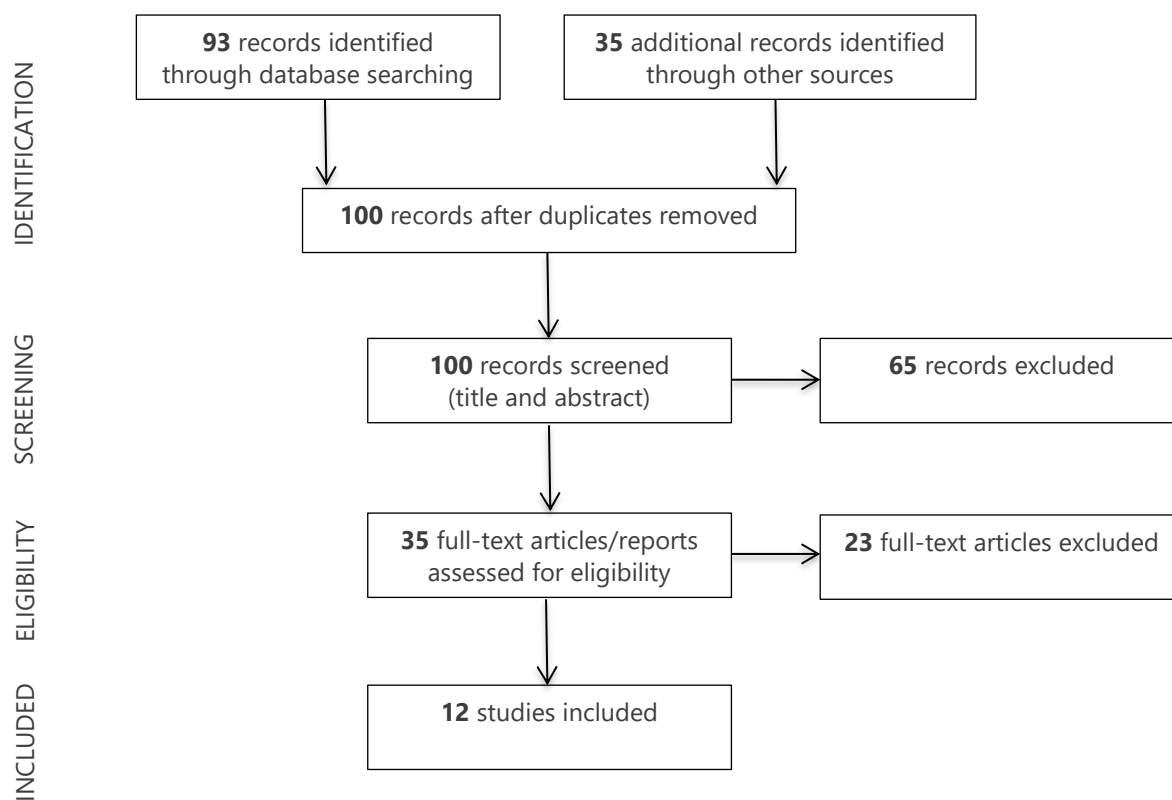 IDENTIFICATION
93 records identified
through database searching
35 additional records identified
through other sources
100 records after duplicates removed
SCREENING
100 records screened
(title and abstract)
65 records excluded
ELIGIBILITY
35 full-text articles/reports
assessed for eligibility
23 full-text articles excluded
INCLUDED
12 studies included